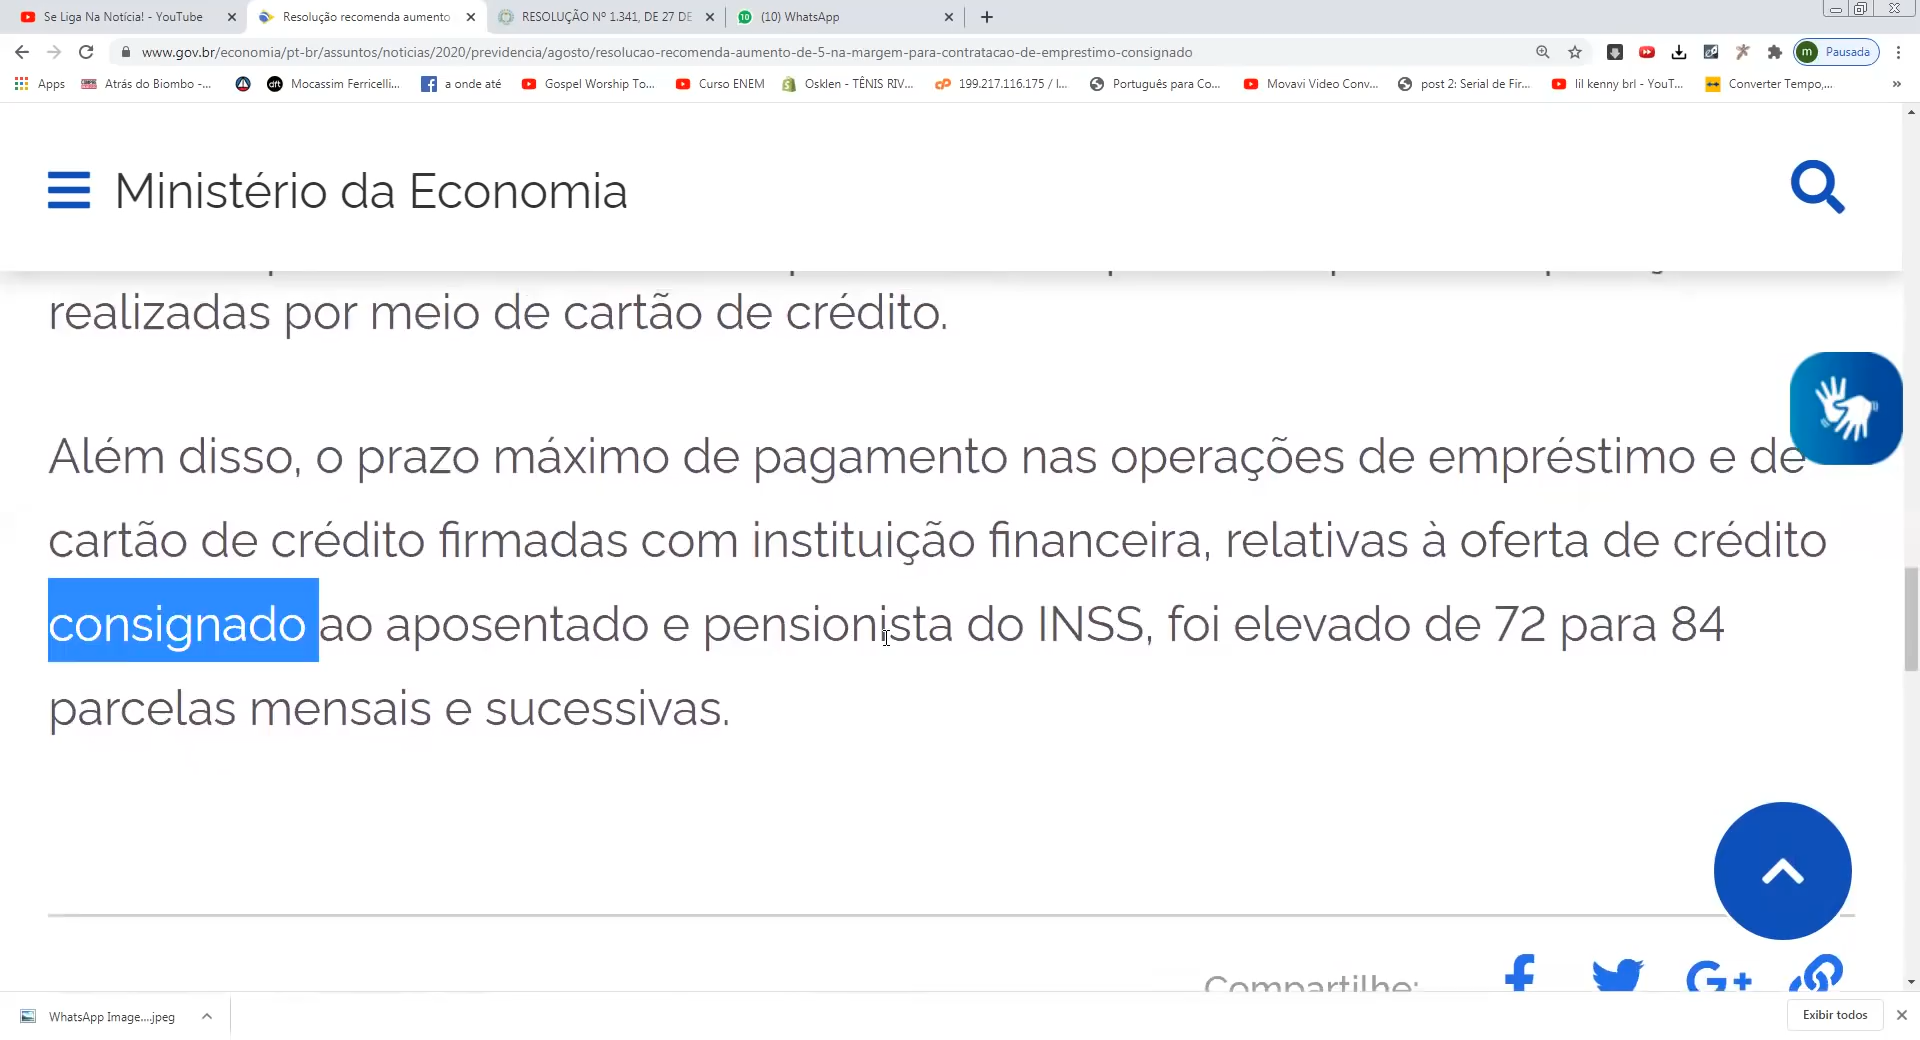 Se Liga Na Notícia! - YouTube
Resolução recomenda aumento
RESOLUÇÃO Nº 1.341, DE 27 DE
(10) WhatsApp
www.gov.br/economia/pt-br/assuntos/noticias/2020/previdencia/agosto/resolucao-recomenda-aumento-de-5-na-margem-para-contratacao-de-emprestimo-consignado
m Pausada
Apps
Atrás do Biombo -...
Mocassim Ferricelli...
a onde até
Gospel Worship To...
Curso ENEM
Osklen - TÊNIS RIV...
199.217.116.175 / l...
Português para Co...
Movavi Video Conv...
post 2: Serial de Fir...
lil kenny brl - YouT...
Converter Tempo,...
Ministério da Economia
realizadas por meio de cartão de crédito.
Além disso, o prazo máximo de pagamento nas operações de empréstimo e de
cartão de crédito firmadas com instituição financeira, relativas à oferta de crédito
consignado ao aposentado e pensionista do INSS, foi elevado de 72 para 84
parcelas mensais e sucessivas.
Compartilhe:
WhatsApp Image....jpeg
Exibir todos